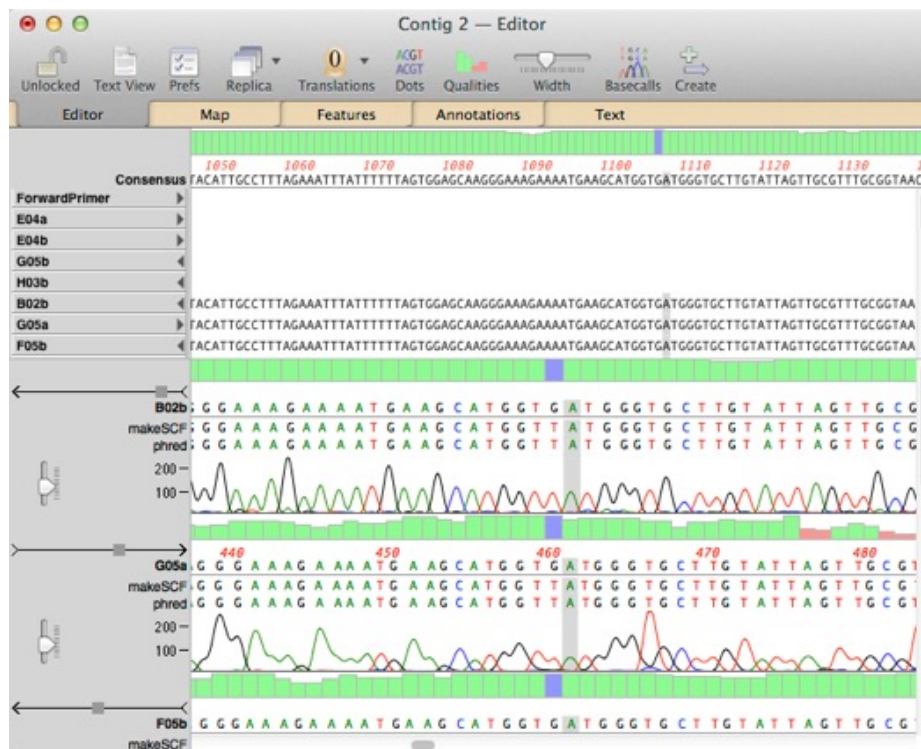 Contig 2 — Editor
ACGT
ACGT
Unlocked Text View Prefs Replica Translations Dots Qualities Width Basecalls Create
Editor Map Features Annotations Text
1050 1060 1070 1080 1090 1100 1110 1120 1130
Consensus TACATTGCCTTTAGAAATTTATTTTTTAGTGGAGCAAGGGAAAGAAAATGAAGCATGGTGATGGGTGCTTGTATTAGTTGCGTTTGCGGTAAC
ForwardPrimer
E04a
E04b
G05b
H03b
B02b TACATTGCCTTTAGAAATTTATTTTTTAGTGGAGCAAGGGAAAGAAAATGAAGCATGGTGATGGGTGCTTGTATTAGTTGCGTTTGCGGTAA
G05a TACATTGCCTTTAGAAATTTATTTTTTAGTGGAGCAAGGGAAAGAAAATGAAGCATGGTGATGGGTGCTTGTATTAGTTGCGTTTGCGGTAA
F05b TACATTGCCTTTAGAAATTTATTTTTTAGTGGAGCAAGGGAAAGAAAATGAAGCATGGTGATGGGTGCTTGTATTAGTTGCGTTTGCGGTAA
B02b G G G A A A G A A A A T G A A G C A T G G T G A T G G G T G C T T G T A T T A G T T G C G
makeSCF G G G A A A G A A A A T G A A G C A T G G T T A T G G G T G C T T G T A T T A G T T G C G
phred G G G A A A G A A A A T G A A G C A T G G T T A T G G G T G C T T G T A T T A G T T G C G
200
100
440 450 460 470 480
G05a G G G A A A G A A A A T G A A G C A T G G T G A T G G G T G C T T G T A T T A G T T G C G T
makeSCF G G G A A A G A A A A T G A A G C A T G G T T A T G G G T G C T T G T A T T A G T T G C G T
phred G G G A A A G A A A A T G A A G C A T G G T T A T G G G T G C T T G T A T T A G T T G C G T
200
100
F05b G G G A A A G A A A A T G A A G C A T G G T G A T G G G T G C T T G T A T T A G T T G C G
makeSCF